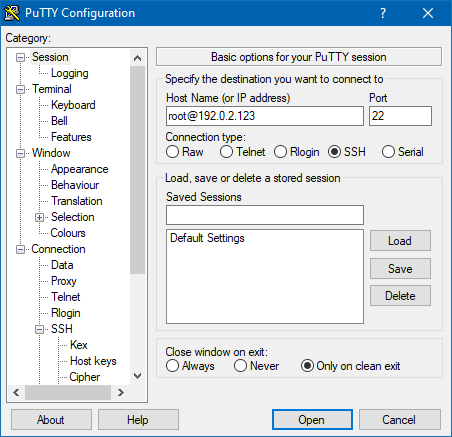 PuTTY Configuration
Category:
Session
Logging
Terminal
Keyboard
Bell
Features
Window
Appearance
Behaviour
Translation
Selection
Colours
Connection
Data
Proxy
Telnet
Rlogin
SSH
Kex
Host keys
Cipher
Basic options for your PuTTY session
Specify the destination you want to connect to
Host Name (or IP address) Port
root@192.0.2.123 22
Connection type:
Raw Telnet Rlogin SSH Serial
Load, save or delete a stored session
Saved Sessions
Default Settings
Load
Save
Delete
Close window on exit:
Always Never Only on clean exit
About Help Open Cancel